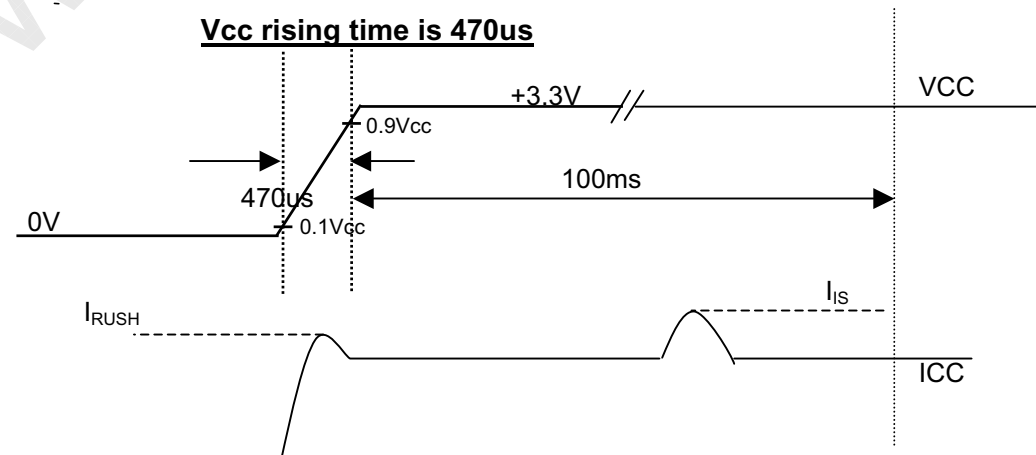 Vcc rising time is 470us
VCC
+3.3V
0.9Vcc
100ms
470us
0V
0.1Vcc
IIS
IRUSH
ICC